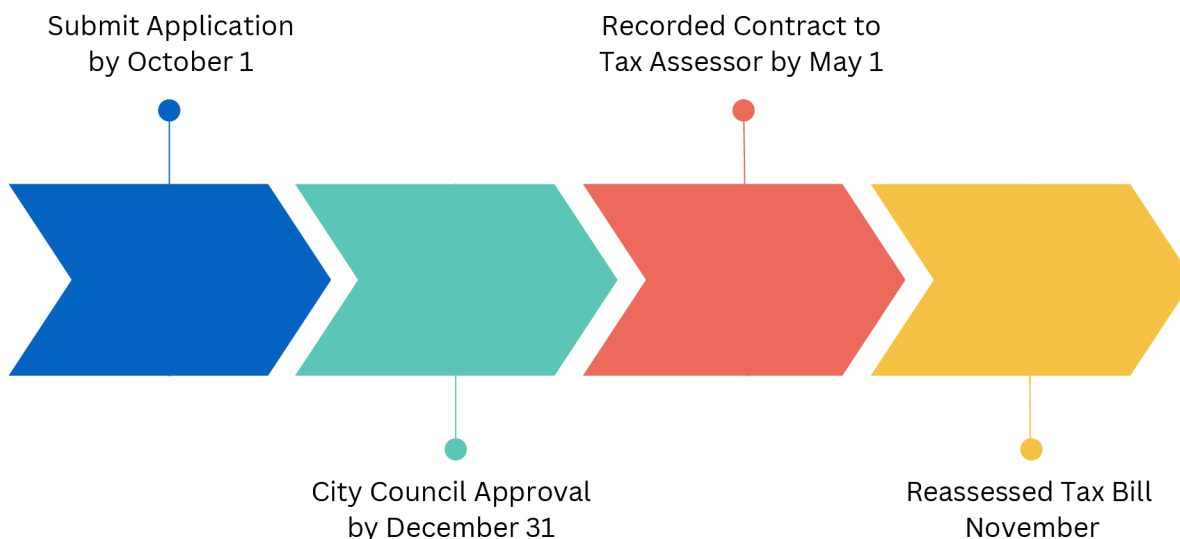 Submit Application
by October 1
City Council Approval
by December 31
Recorded Contract to
Tax Assessor by May 1
Reassessed Tax Bill
November